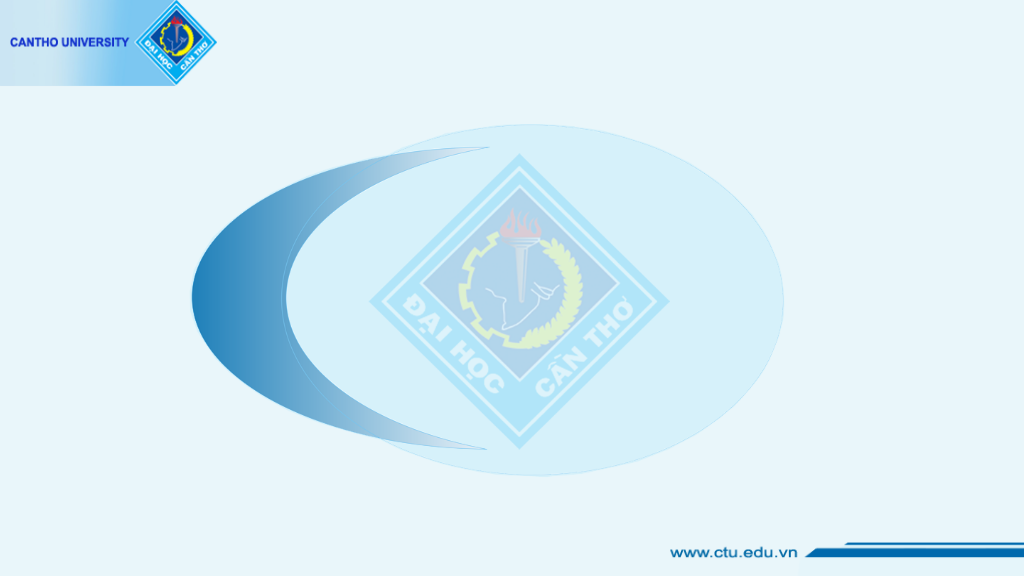 CANTHO UNIVERSITY
ĐẠI HỌC CẦN THƠ
ĐẠI HỌC CẦN THƠ
www.ctu.edu.vn